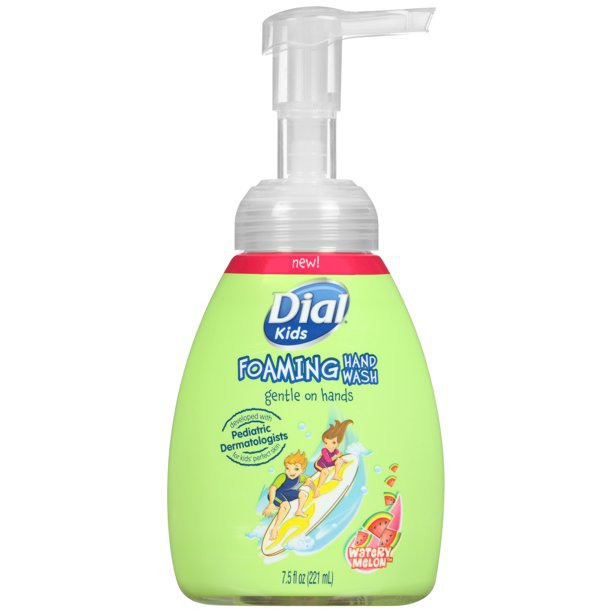 new!
Dial
Kids
FOAMING HAND WASH
gentle on hands
developed with
Pediatric
Dermatologists
for kids' perfect skin
WATERY
MELON™
7.5 fl oz (221 mL)